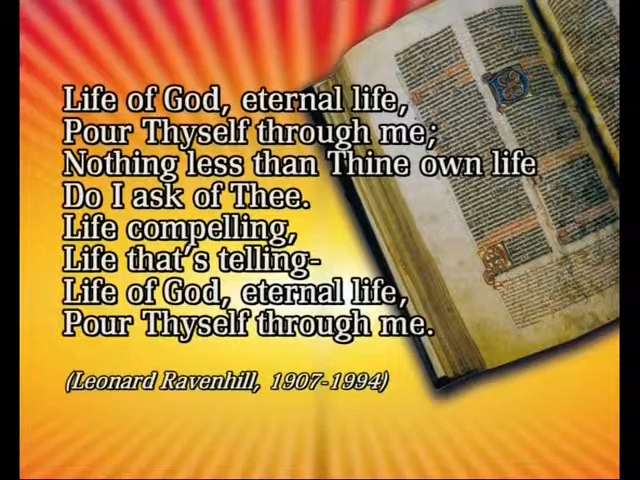 Life of God, eternal life,
Pour Thyself through me;
Nothing less than Thine own life
Do I ask of Thee.
Life compelling,
Life that's telling-
Life of God, eternal life,
Pour Thyself through me.
(Leonard Ravenhill, 1907-1994)